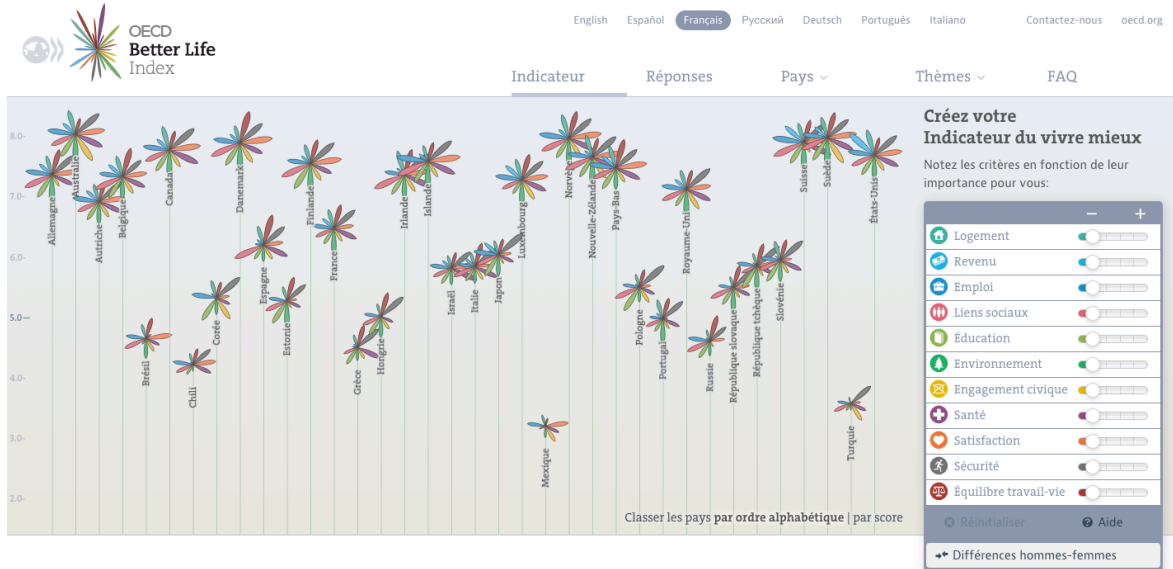 OECD
Better Life
Index
English Español Français Русский Deutsch Português Italiano Contactez-nous oecd.org
Indicateur Réponses Pays Thèmes FAQ
8.0-
7.0-
6.0-
5.0
4.0-
3.0-
2.0-
Allemagne
Australie
Autriche
Belgique
Brésil
Canada
Chili
Corée
Danemark
Espagne
Estonie
Finlande
France
Grèce
Hongrie
Irlande
Islande
Israël
Italie
Japon
Luxembourg
Mexique
Norvège
Nouvelle-Zélande
Pays-Bas
Pologne
Portugal
Royaume-Uni
Russie
République slovaque
République tchèque
Slovénie
Suisse
Suède
Turquie
États-Unis
Classer les pays par ordre alphabétique | par score
Créez votre
Indicateur du vivre mieux
Notez les critères en fonction de leur
importance pour vous:
− +
Logement
Revenu
Emploi
Liens sociaux
Éducation
Environnement
Engagement civique
Santé
Satisfaction
Sécurité
Équilibre travail-vie
Réinitialiser Aide
Différences hommes-femmes